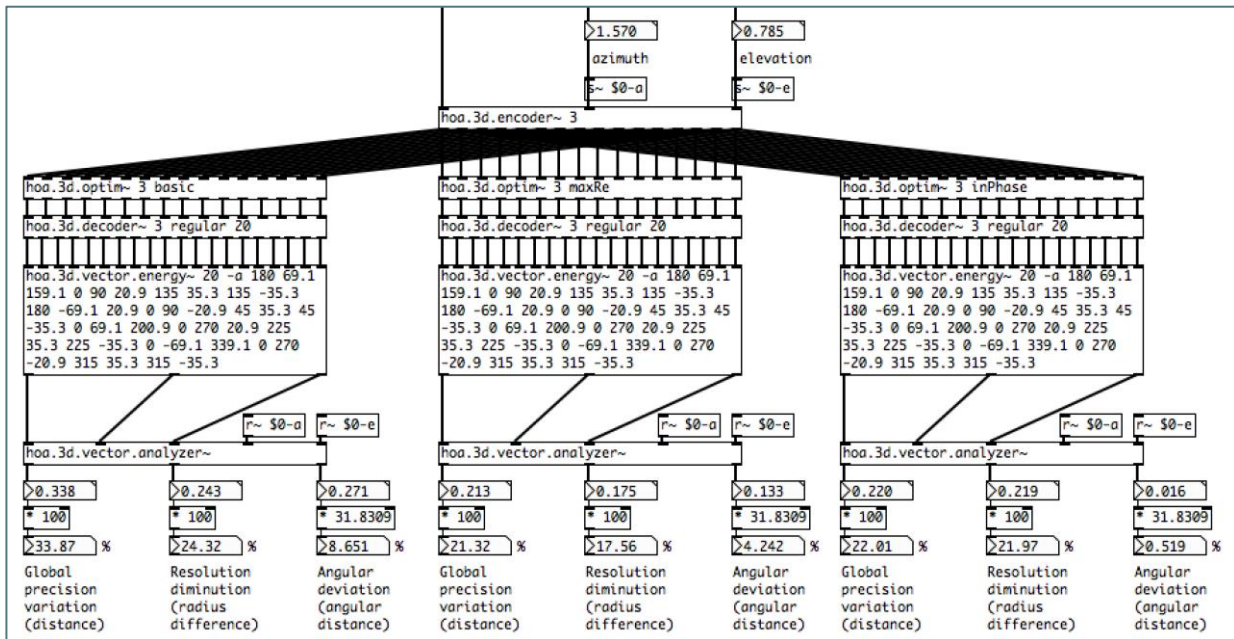 1.570
0.785
azimuth
elevation
s~ $0-a
s~ $0-e
hoa.3d.encoder~ 3
hoa.3d.optim~ 3 basic
hoa.3d.decoder~ 3 regular 20
hoa.3d.vector.energy~ 20 -a 180 69.1
159.1 0 90 20.9 135 35.3 135 -35.3
180 -69.1 20.9 0 90 -20.9 45 35.3 45
-35.3 0 69.1 200.9 0 270 20.9 225
35.3 225 -35.3 0 -69.1 339.1 0 270
-20.9 315 35.3 315 -35.3
r~ $0-a
r~ $0-e
hoa.3d.vector.analyzer~
0.338
0.243
0.271
* 100
* 100
* 31.8309
33.87 %
24.32 %
8.651 %
Global
precision
variation
(distance)
Resolution
diminution
(radius
difference)
Angular
deviation
(angular
distance)
hoa.3d.optim~ 3 maxRe
hoa.3d.decoder~ 3 regular 20
hoa.3d.vector.energy~ 20 -a 180 69.1
159.1 0 90 20.9 135 35.3 135 -35.3
180 -69.1 20.9 0 90 -20.9 45 35.3 45
-35.3 0 69.1 200.9 0 270 20.9 225
35.3 225 -35.3 0 -69.1 339.1 0 270
-20.9 315 35.3 315 -35.3
r~ $0-a
r~ $0-e
hoa.3d.vector.analyzer~
0.213
0.175
0.133
* 100
* 100
* 31.8309
21.32 %
17.56 %
4.242 %
Global
precision
variation
(distance)
Resolution
diminution
(radius
difference)
Angular
deviation
(angular
distance)
hoa.3d.optim~ 3 inPhase
hoa.3d.decoder~ 3 regular 20
hoa.3d.vector.energy~ 20 -a 180 69.1
159.1 0 90 20.9 135 35.3 135 -35.3
180 -69.1 20.9 0 90 -20.9 45 35.3 45
-35.3 0 69.1 200.9 0 270 20.9 225
35.3 225 -35.3 0 -69.1 339.1 0 270
-20.9 315 35.3 315 -35.3
r~ $0-a
r~ $0-e
hoa.3d.vector.analyzer~
0.220
0.219
0.016
* 100
* 100
* 31.8309
22.01 %
21.97 %
0.519 %
Global
precision
variation
(distance)
Resolution
diminution
(radius
difference)
Angular
deviation
(angular
distance)